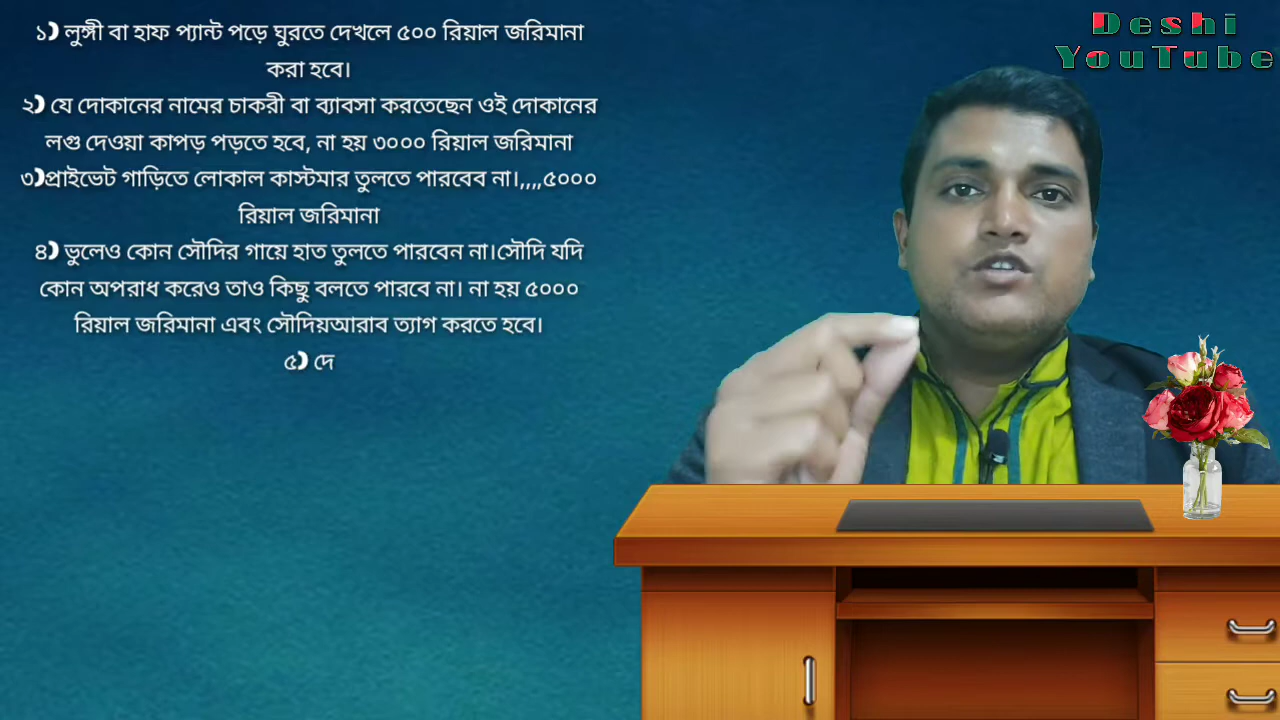 ১) লুঙ্গী বা হাফ প্যান্ট পড়ে ঘুরতে দেখলে ৫০০ রিয়াল জরিমানা
করা হবে।
২) যে দোকানের নামের চাকরী বা ব্যাবসা করতেছেন ওই দোকানের
লগু দেওয়া কাপড় পড়তে হবে, না হয় ৩০০০ রিয়াল জরিমানা
৩)প্রাইভেট গাড়িতে লোকাল কাস্টমার তুলতে পারবেব না।,,,,৫০০০
রিয়াল জরিমানা
৪) ভুলেও কোন সৌদির গায়ে হাত তুলতে পারবেন না।সৌদি যদি
কোন অপরাধ করেও তাও কিছু বলতে পারবে না। না হয় ৫০০০
রিয়াল জরিমানা এবং সৌদিয়আরাব ত্যাগ করতে হবে।
৫) দে
Deshi
YouTube